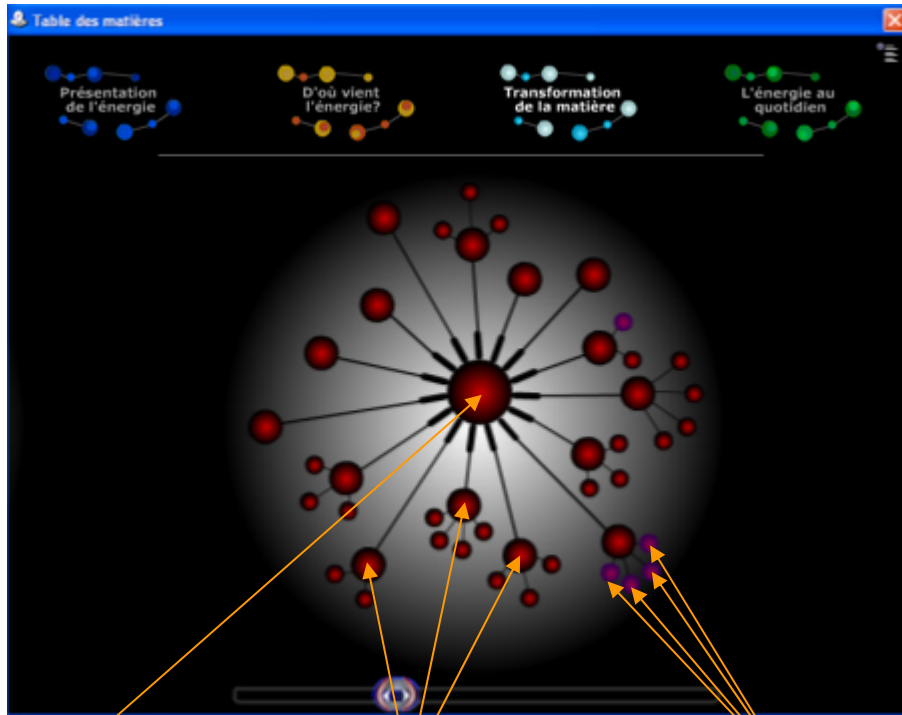 Table des matières
Présentation
de l'énergie
D'où vient
l'énergie?
Transformation
de la matière
L'énergie au
quotidien